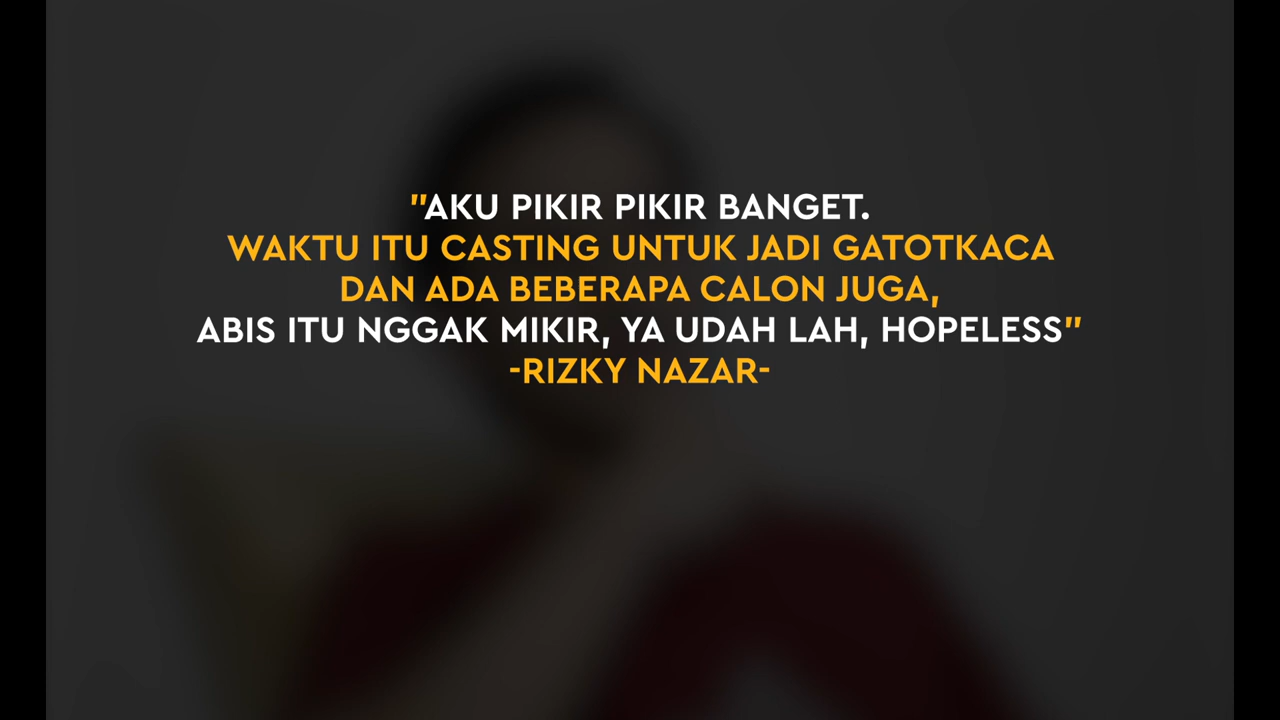 "AKU PIKIR PIKIR BANGET.
WAKTU ITU CASTING UNTUK JADI GATOTKACA
DAN ADA BEBERAPA CALON JUGA,
ABIS ITU NGGAK MIKIR, YA UDAH LAH, HOPELESS"
-RIZKY NAZAR-